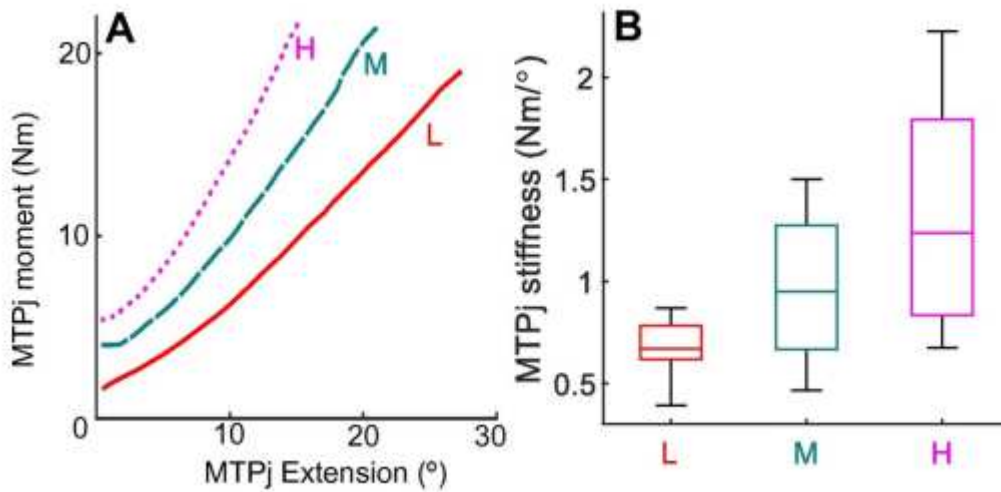 A
H
M
L
20
10
0
10
20
30
MTPj moment (Nm)
MTPj Extension (º)
B
2
1.5
1
0.5
MTPj stiffness (Nm/°)
L
M
H